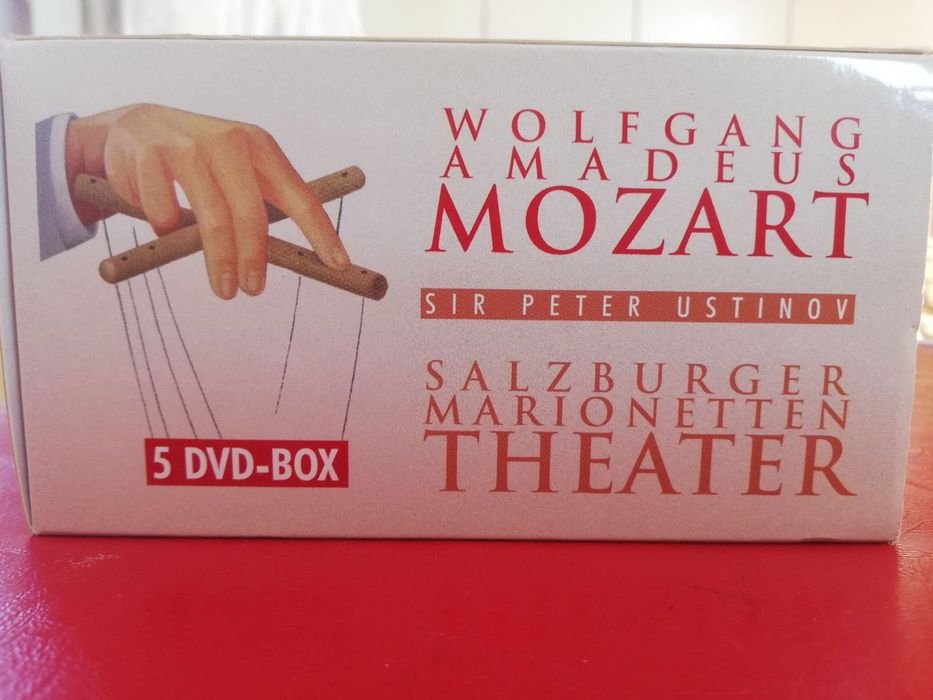 WOLFGANG
AMADEUS
MOZART
SIR PETER USTINOV
SALZBURGER
MARIONETTEN
THEATER
5 DVD-BOX